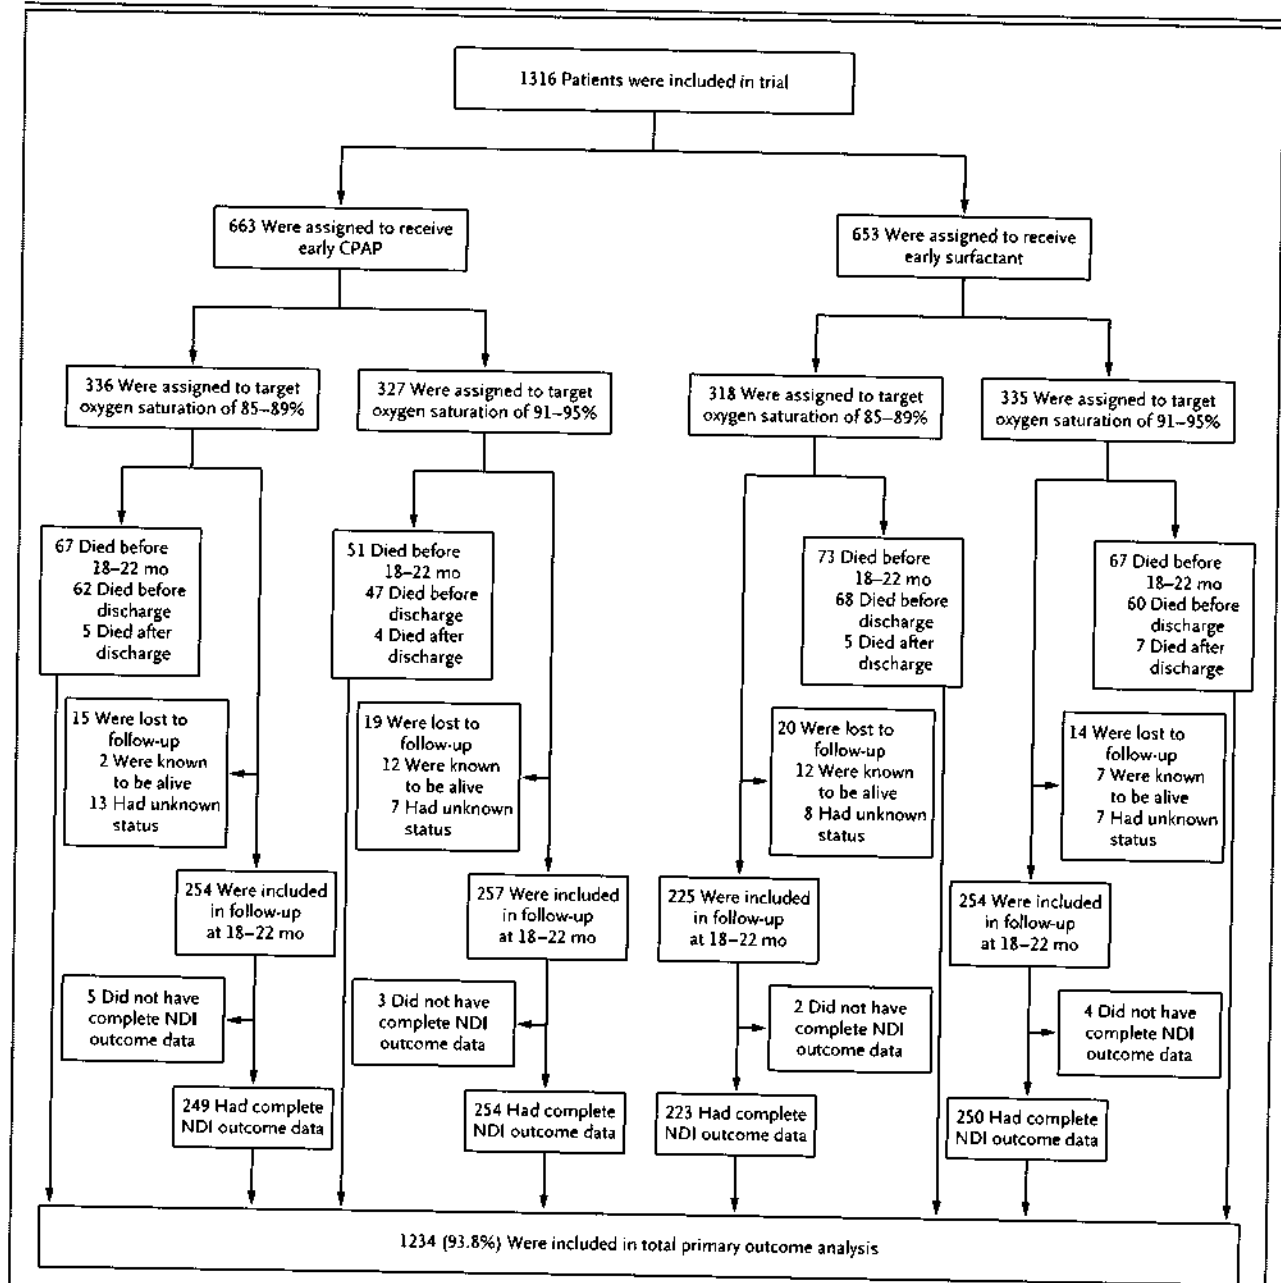 1316 Patients were included in trial
663 Were assigned to receive
early CPAP
653 Were assigned to receive
early surfactant
336 Were assigned to target
oxygen saturation of 85–89%
327 Were assigned to target
oxygen saturation of 91–95%
318 Were assigned to target
oxygen saturation of 85–89%
335 Were assigned to target
oxygen saturation of 91–95%
67 Died before
18–22 mo
62 Died before
discharge
5 Died after
discharge
51 Died before
18–22 mo
47 Died before
discharge
4 Died after
discharge
73 Died before
18–22 mo
68 Died before
discharge
5 Died after
discharge
67 Died before
18–22 mo
60 Died before
discharge
7 Died after
discharge
15 Were lost to
follow-up
2 Were known
to be alive
13 Had unknown
status
19 Were lost to
follow-up
12 Were known
to be alive
7 Had unknown
status
20 Were lost to
follow-up
12 Were known
to be alive
8 Had unknown
status
14 Were lost to
follow-up
7 Were known
to be alive
7 Had unknown
status
254 Were included
in follow-up
at 18–22 mo
257 Were included
in follow-up
at 18–22 mo
225 Were included
in follow-up
at 18–22 mo
254 Were included
in follow-up
at 18–22 mo
5 Did not have
complete NDI
outcome data
3 Did not have
complete NDI
outcome data
2 Did not have
complete NDI
outcome data
4 Did not have
complete NDI
outcome data
249 Had complete
NDI outcome data
254 Had complete
NDI outcome data
223 Had complete
NDI outcome data
250 Had complete
NDI outcome data
1234 (93.8%) Were included in total primary outcome analysis